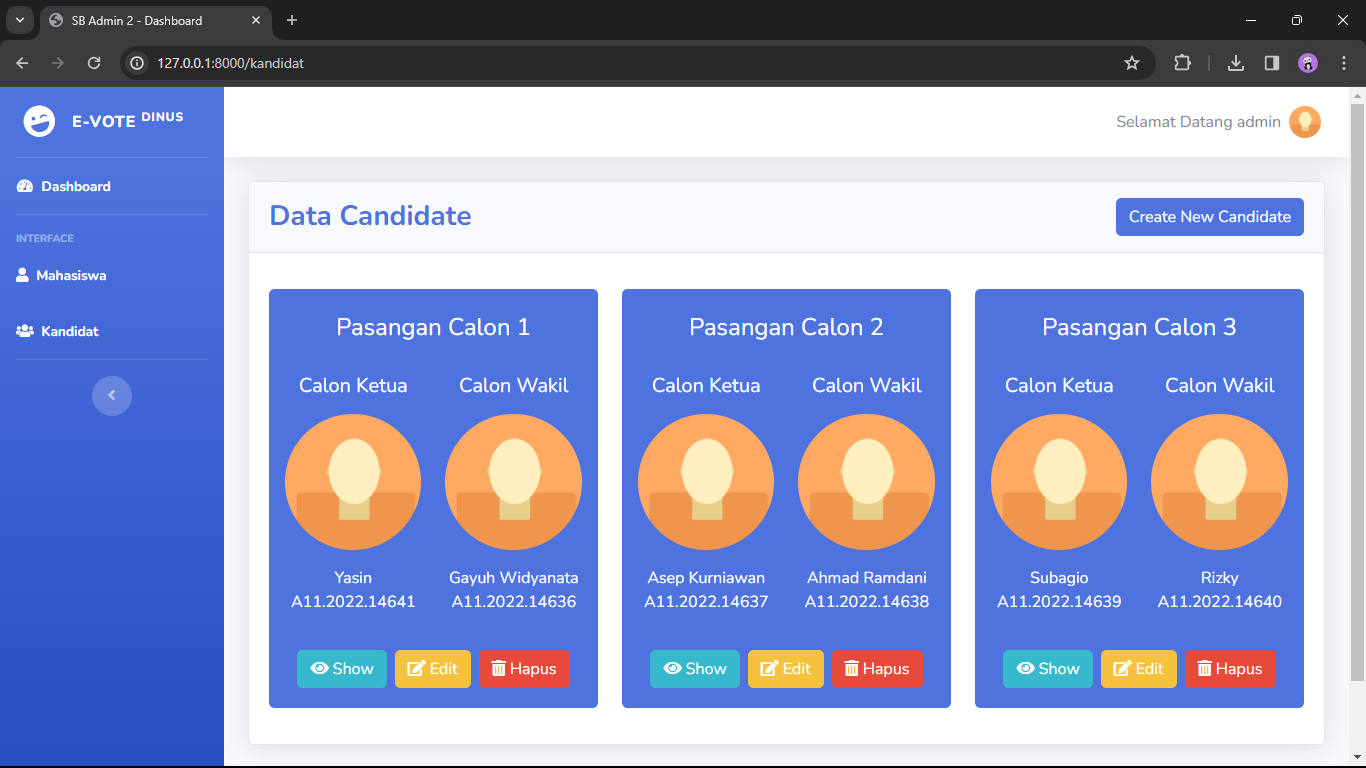 SB Admin 2 - Dashboard
127.0.0.1:8000/kandidat
E-VOTE DINUS
Selamat Datang admin
Dashboard
INTERFACE
Mahasiswa
Kandidat
Data Candidate
Create New Candidate
Pasangan Calon 1
Calon Ketua
Calon Wakil
Yasin
A11.2022.14641
Gayuh Widyanata
A11.2022.14636
Show
Edit
Hapus
Pasangan Calon 2
Calon Ketua
Calon Wakil
Asep Kurniawan
A11.2022.14637
Ahmad Ramdani
A11.2022.14638
Show
Edit
Hapus
Pasangan Calon 3
Calon Ketua
Calon Wakil
Subagio
A11.2022.14639
Rizky
A11.2022.14640
Show
Edit
Hapus